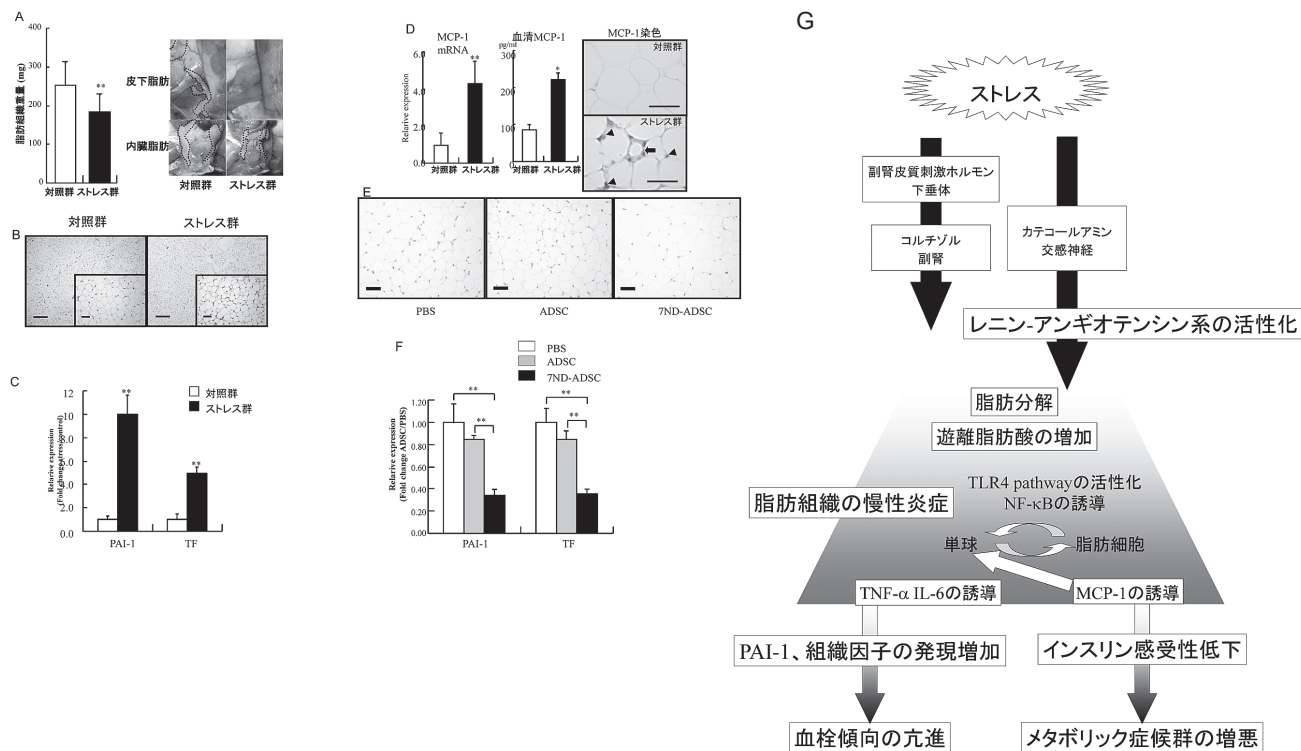 A
400
300
200
100
0
脂肪組織重量 (mg)
**
対照群 ストレス群
皮下脂肪
内臓脂肪
対照群 ストレス群
B
対照群 ストレス群
C
対照群
ストレス群
12
10
8.0
6.0
4.0
2.0
0.0
Relarive expression
(Fold change stress/control)
**
**
PAI-1 TF
D
MCP-1
mRNA
6.0
4.0
2.0
0.0
Relarive expression
**
対照群 ストレス群
血清MCP-1
pg/ml
300
200
100
0
*
対照群 ストレス群
MCP-1染色
対照群
ストレス群
E
PBS ADSC 7ND-ADSC
F
PBS
ADSC
7ND-ADSC
1.20
1.00
0.80
0.60
0.40
0.20
0.00
Relarive expression
(Fold change ADSC/PBS)
** **
** **
PAI-1 TF
G
ストレス
副腎皮質刺激ホルモン
下垂体
コルチゾル
副腎
カテコールアミン
交感神経
レニン-アンギオテンシン系の活性化
脂肪分解
遊離脂肪酸の増加
TLR4 pathwayの活性化
NF-κBの誘導
脂肪組織の慢性炎症
単球 脂肪細胞
TNF-α IL-6の誘導 MCP-1の誘導
PAI-1、組織因子の発現増加 インスリン感受性低下
血栓傾向の亢進 メタボリック症候群の増悪